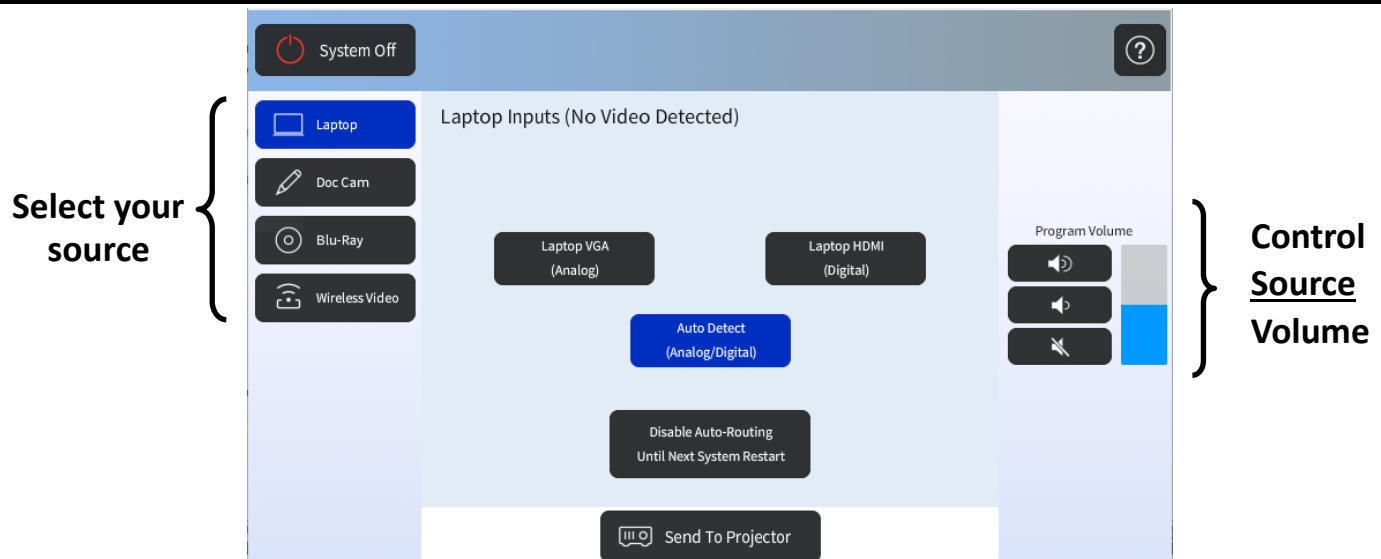 System Off
?
Select your
source
Laptop
Doc Cam
Blu-Ray
Wireless Video
Laptop Inputs (No Video Detected)
Laptop VGA
(Analog)
Laptop HDMI
(Digital)
Auto Detect
(Analog/Digital)
Disable Auto-Routing
Until Next System Restart
Send To Projector
Program Volume
Control
Source
Volume